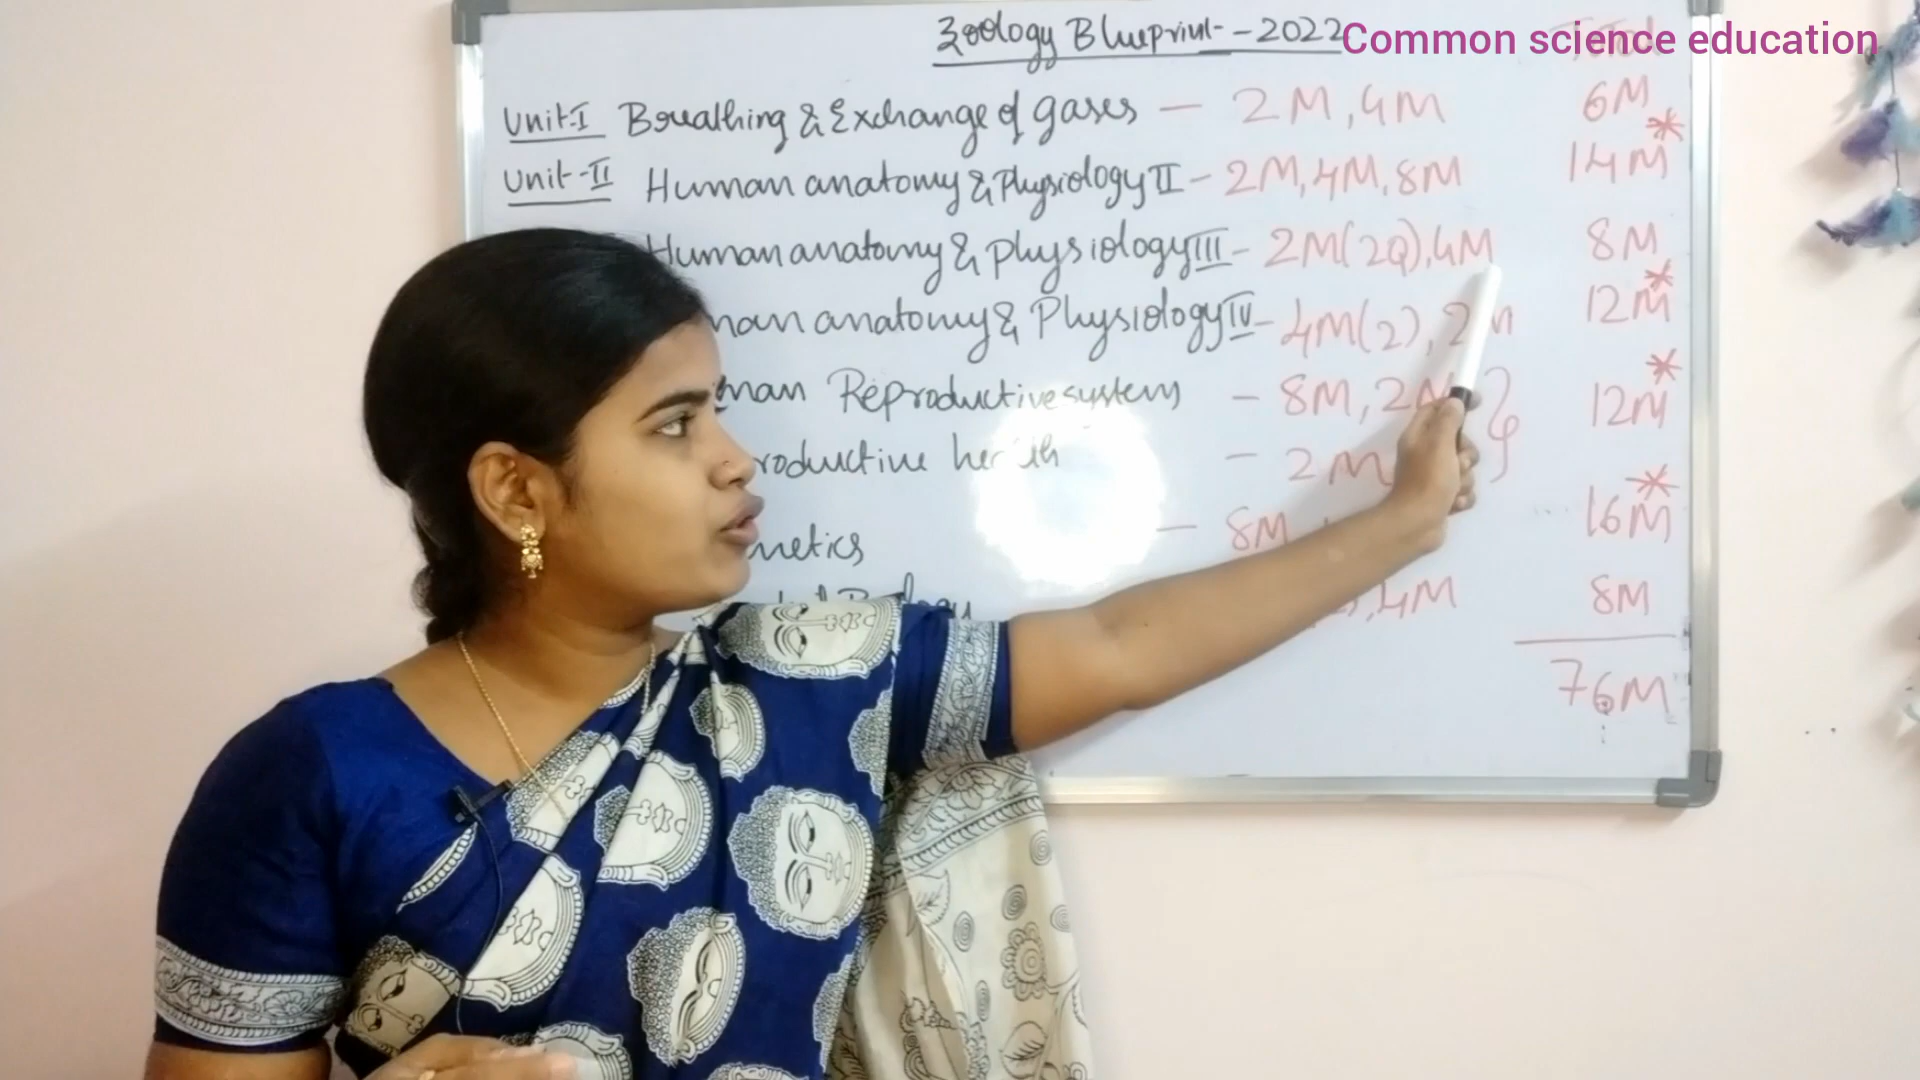 Zoology Blueprint - 2022
Common science education
Unit-I Breathing & Exchange of gases - 2M, 4M 6M
Unit-II Human anatomy & Physiology II - 2M, 4M, 8M 14M*
Human anatomy & physiology III - 2M(2Q), 4M 8M
man anatomy & Physiology IV - 4M(2), 2M 12M*
man Reproductive system - 8M, 2M } 12M*
roductive health - 2M
netics - 8M 16M*
Biology , 4M 8M
76M